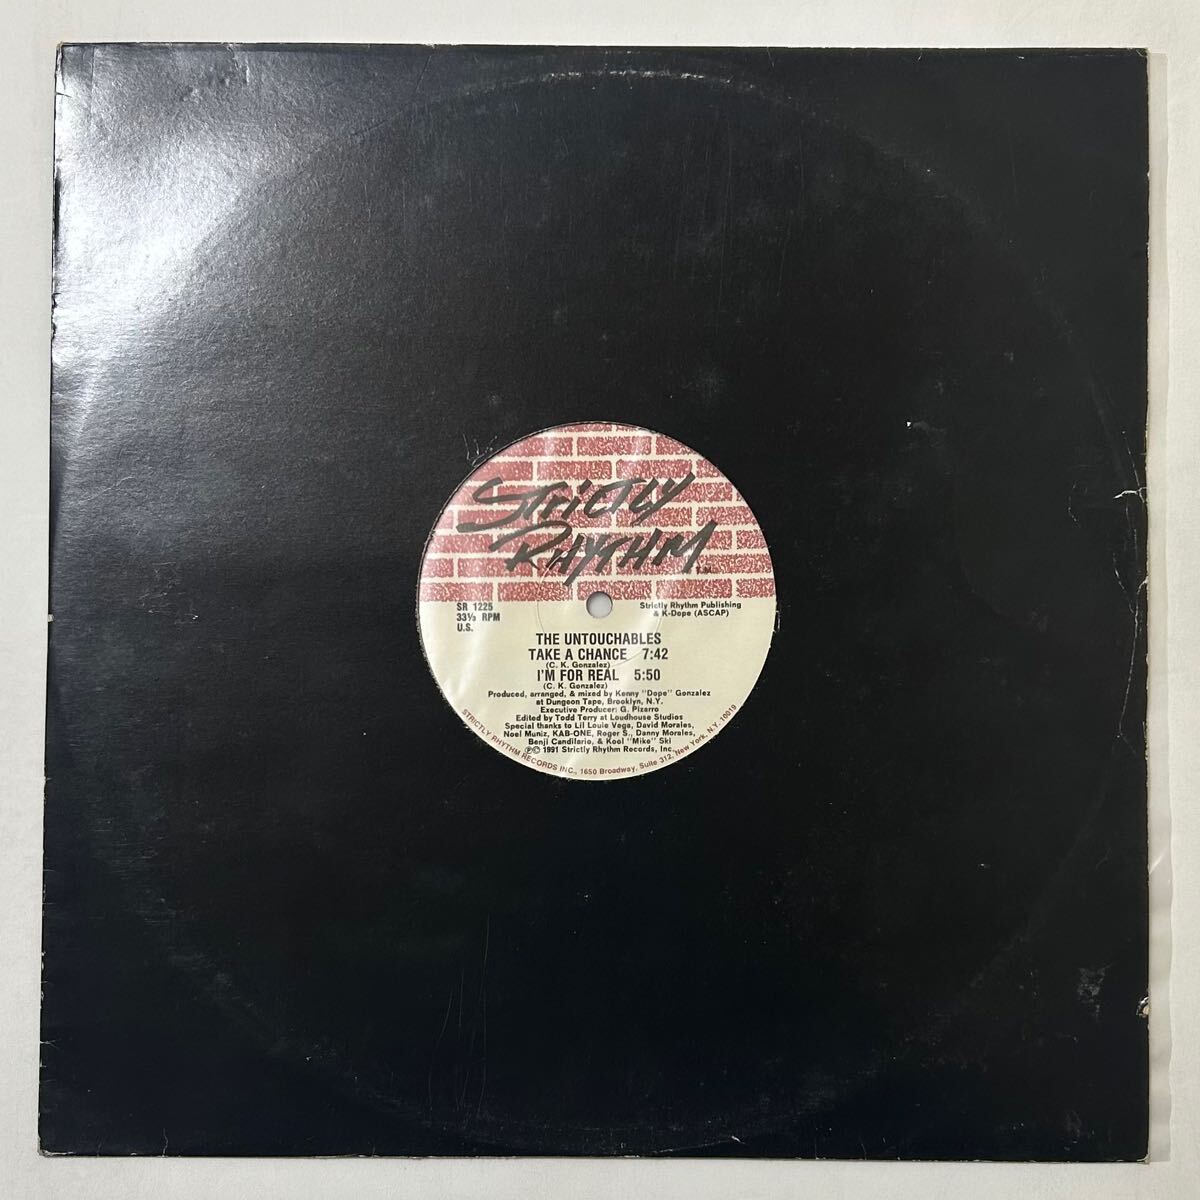 STRICTLY
RHYTHM
TM
SR 1225
33⅓ RPM
U.S.
Strictly Rhythm Publishing
& K-Dope (ASCAP)
THE UNTOUCHABLES
TAKE A CHANCE 7:42
(C. K. Gonzalez)
I'M FOR REAL 5:50
(C. K. Gonzalez)
Produced, arranged, & mixed by Kenny "Dope" Gonzalez
at Dungeon Tape, Brooklyn, N.Y.
Executive Producer: G. Pizarro
Edited by Todd Terry at Loudhouse Studios
Special thanks to Lil Louie Vega, David Morales,
Noel Muniz, KAB-ONE, Roger S., Danny Morales,
Benji Candilario, & Kool "Mike" Ski
℗© 1991 Strictly Rhythm Records, Inc.
STRICTLY RHYTHM RECORDS INC., 1650 Broadway, Suite 312, New York, N.Y. 10019